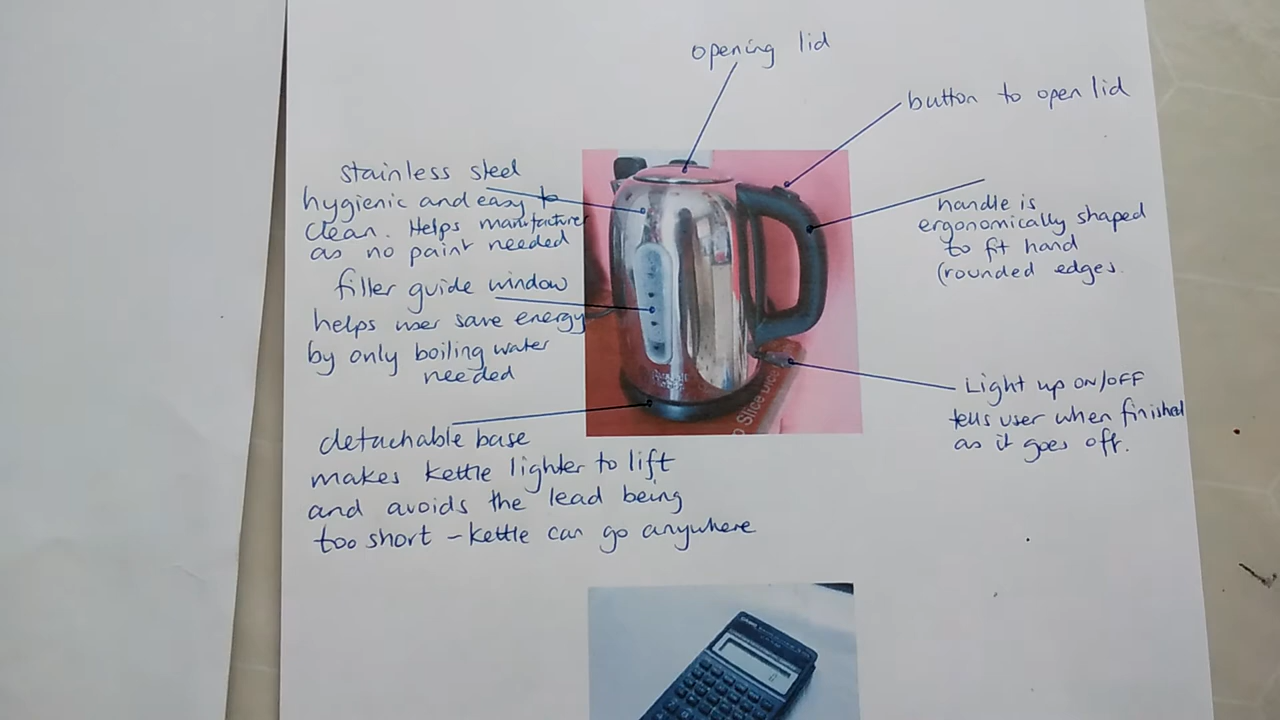 opening lid
button to open lid
stainless steel
hygienic and easy to
clean. Helps manufacturer
as no paint needed
handle is
ergonomically shaped
to fit hand
(rounded edges.
filler guide window
helps user save energy
by only boiling water
needed
Light up ON/OFF
tells user when finished
as it goes off.
Slice
detachable base
makes kettle lighter to lift
and avoids the lead being
too short - kettle can go anywhere